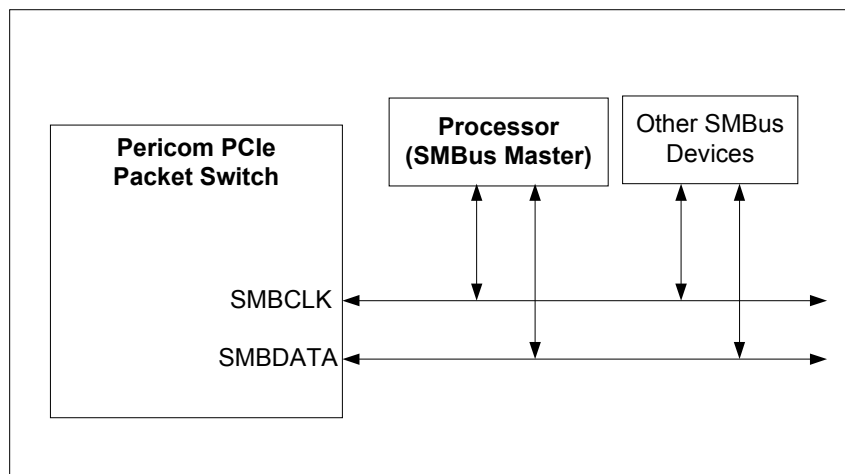 Pericom PCIe
Packet Switch
Processor
(SMBus Master)
Other SMBus
Devices
SMBCLK
SMBDATA